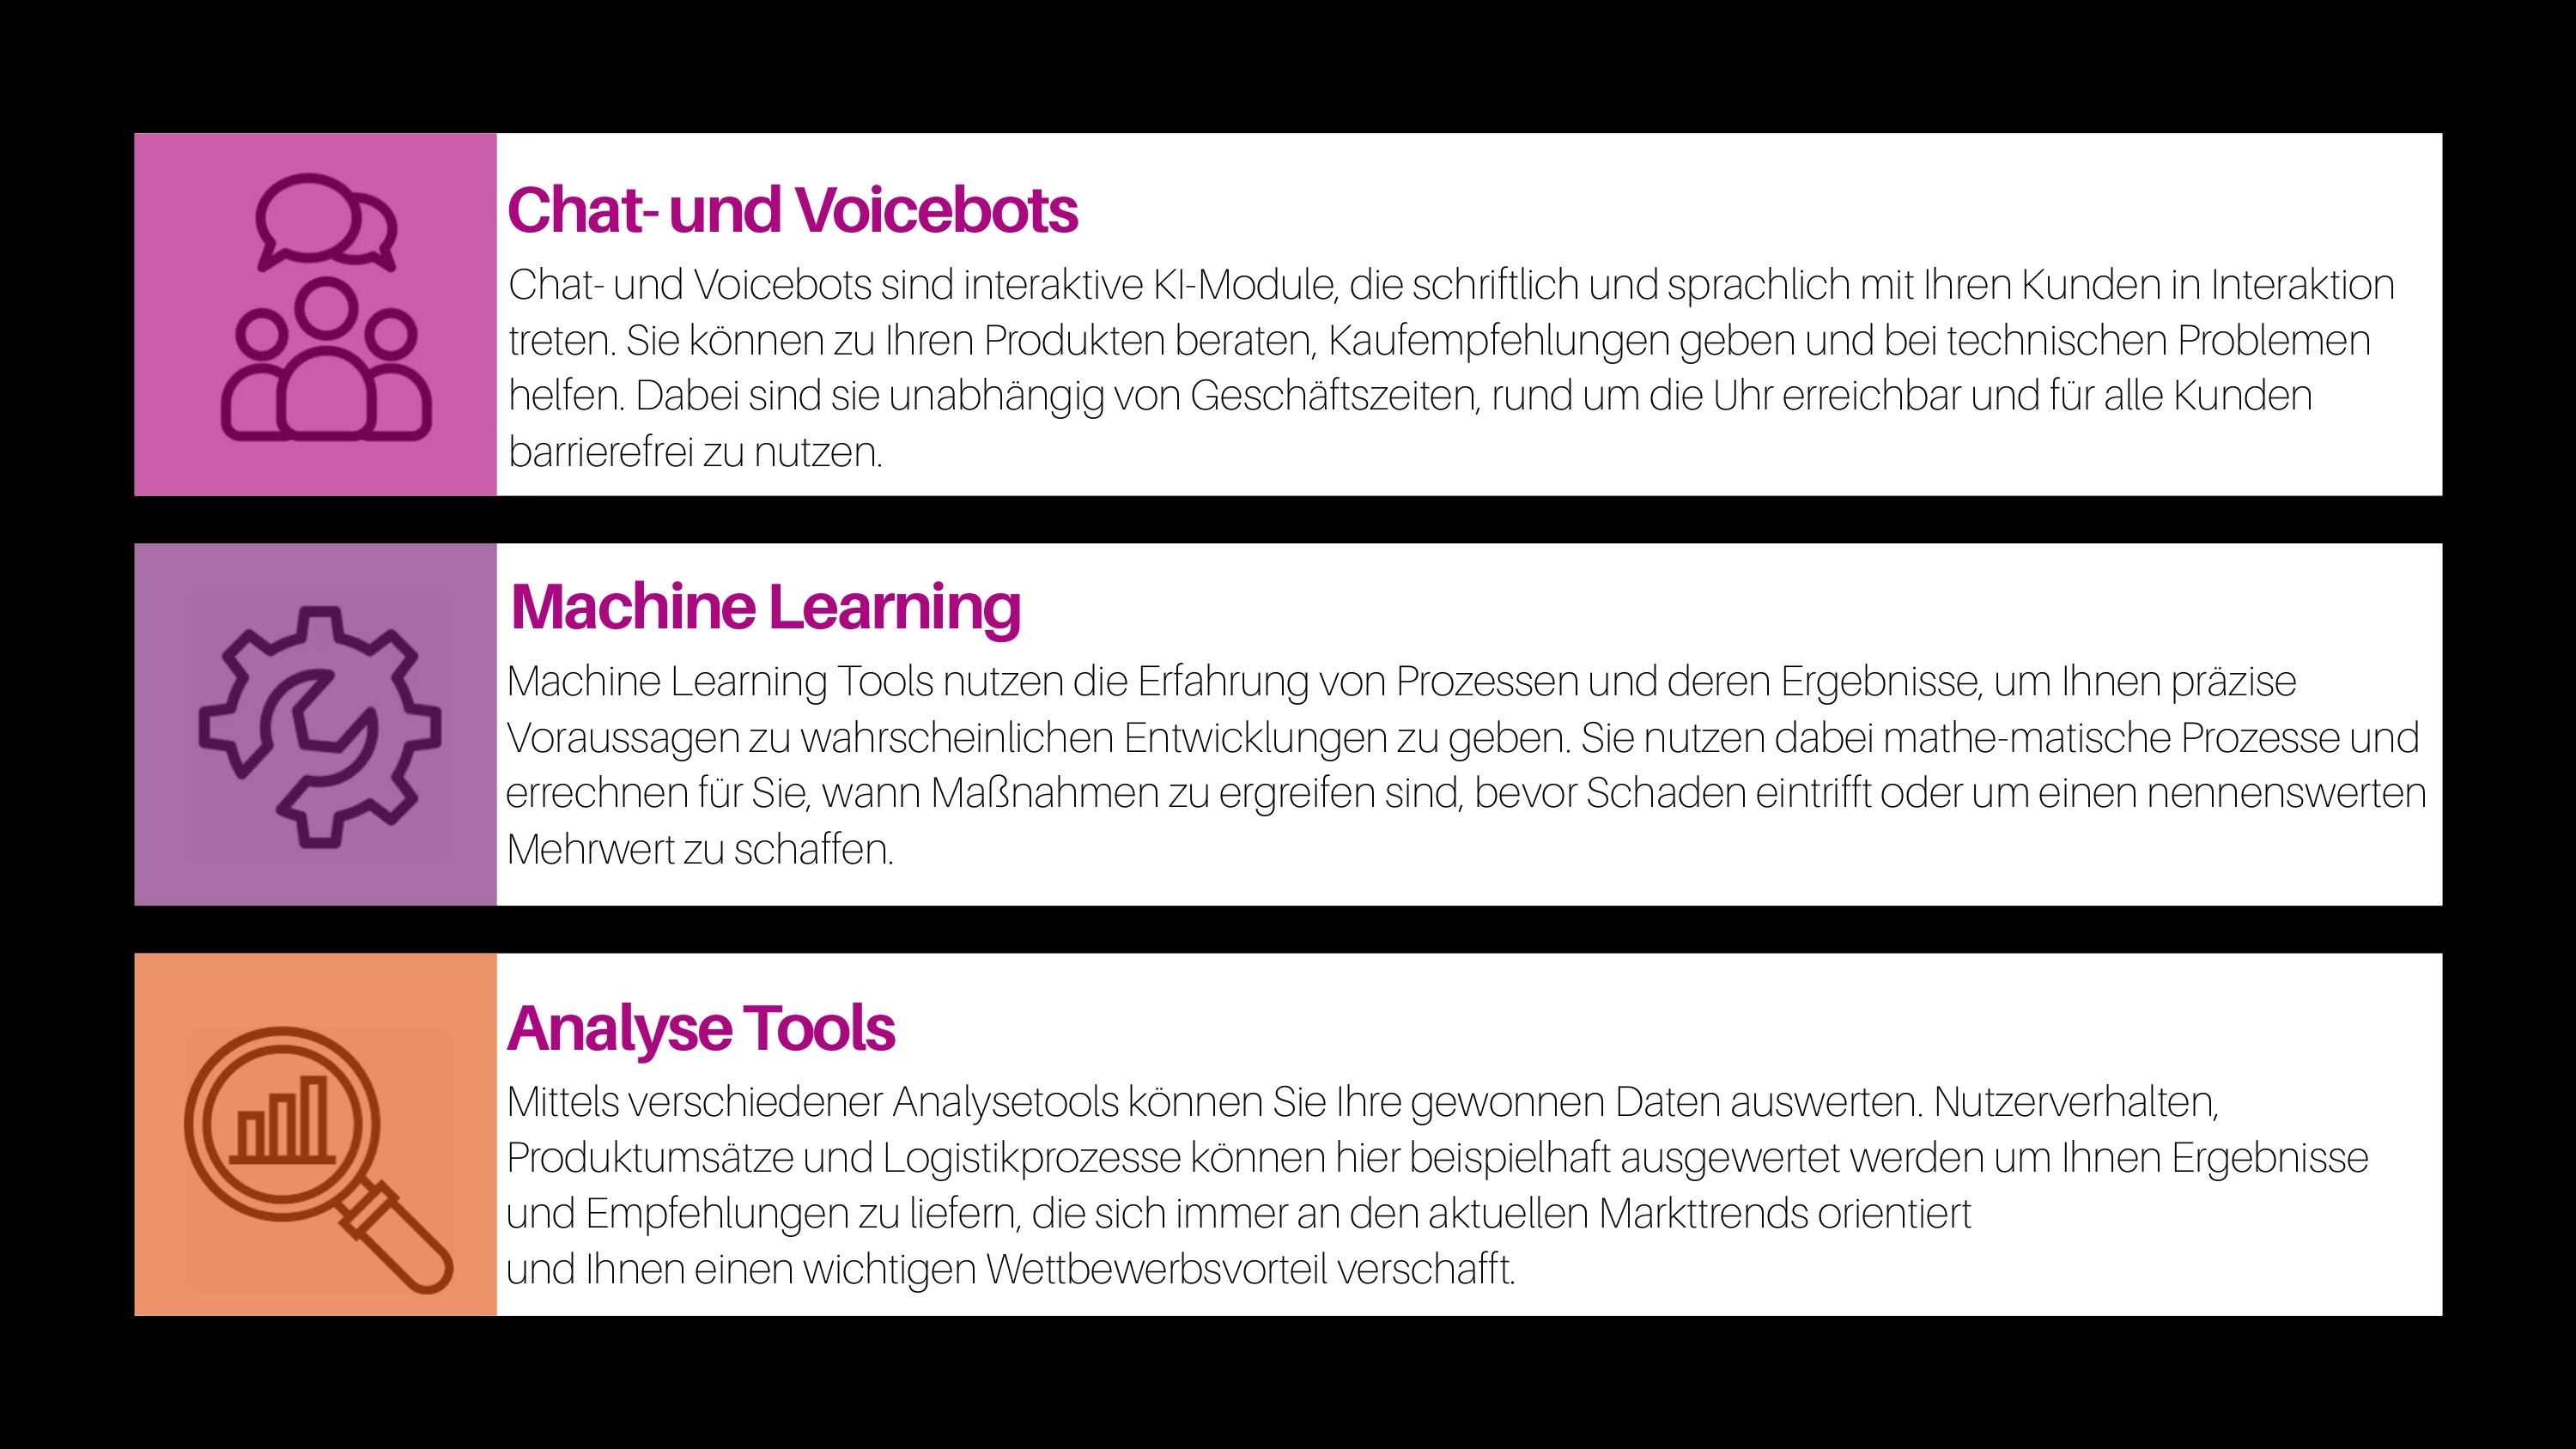 Chat- und Voicebots
Chat- und Voicebots sind interaktive KI-Module, die schriftlich und sprachlich mit Ihren Kunden in Interaktion
treten. Sie können zu Ihren Produkten beraten, Kaufempfehlungen geben und bei technischen Problemen
helfen. Dabei sind sie unabhängig von Geschäftszeiten, rund um die Uhr erreichbar und für alle Kunden
barrierefrei zu nutzen.
Machine Learning
Machine Learning Tools nutzen die Erfahrung von Prozessen und deren Ergebnisse, um Ihnen präzise
Voraussagen zu wahrscheinlichen Entwicklungen zu geben. Sie nutzen dabei mathe-matische Prozesse und
errechnen für Sie, wann Maßnahmen zu ergreifen sind, bevor Schaden eintrifft oder um einen nennenswerten
Mehrwert zu schaffen.
Analyse Tools
Mittels verschiedener Analysetools können Sie Ihre gewonnen Daten auswerten. Nutzerverhalten,
Produktumsätze und Logistikprozesse können hier beispielhaft ausgewertet werden um Ihnen Ergebnisse
und Empfehlungen zu liefern, die sich immer an den aktuellen Markttrends orientiert
und Ihnen einen wichtigen Wettbewerbsvorteil verschafft.